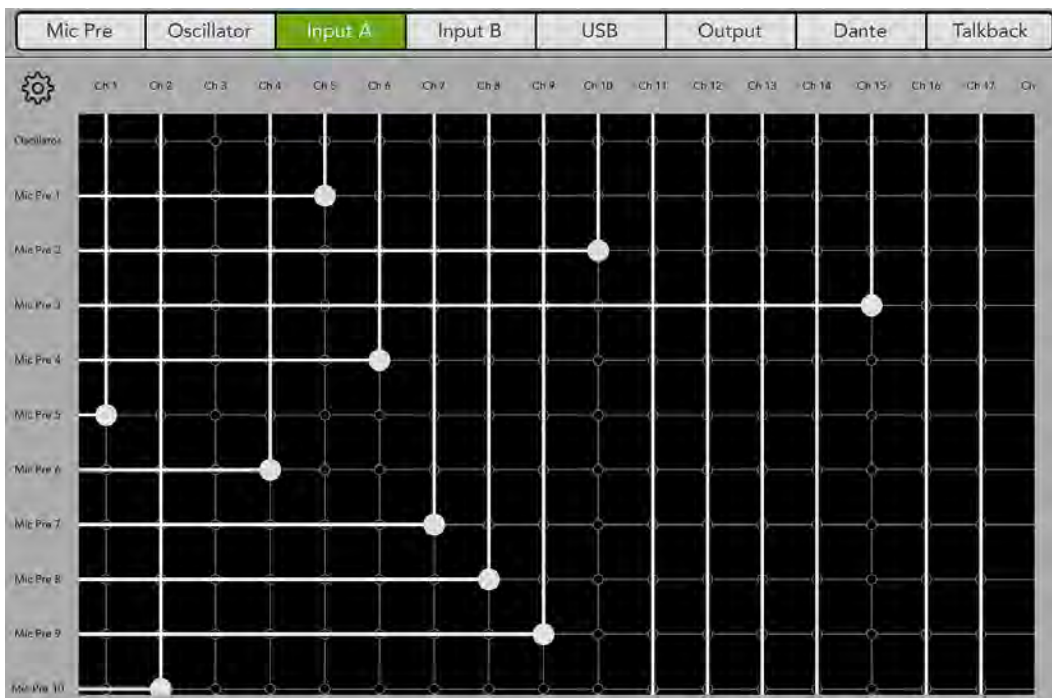 Mic Pre Oscillator Input A Input B USB Output Dante Talkback
Ch 1 Ch 2 Ch 3 Ch 4 Ch 5 Ch 6 Ch 7 Ch 8 Ch 9 Ch 10 Ch 11 Ch 12 Ch 13 Ch 14 Ch 15 Ch 16 Ch 17 Ch
Oscillator
Mic Pre 1
Mic Pre 2
Mic Pre 3
Mic Pre 4
Mic Pre 5
Mic Pre 6
Mic Pre 7
Mic Pre 8
Mic Pre 9
Mic Pre 10